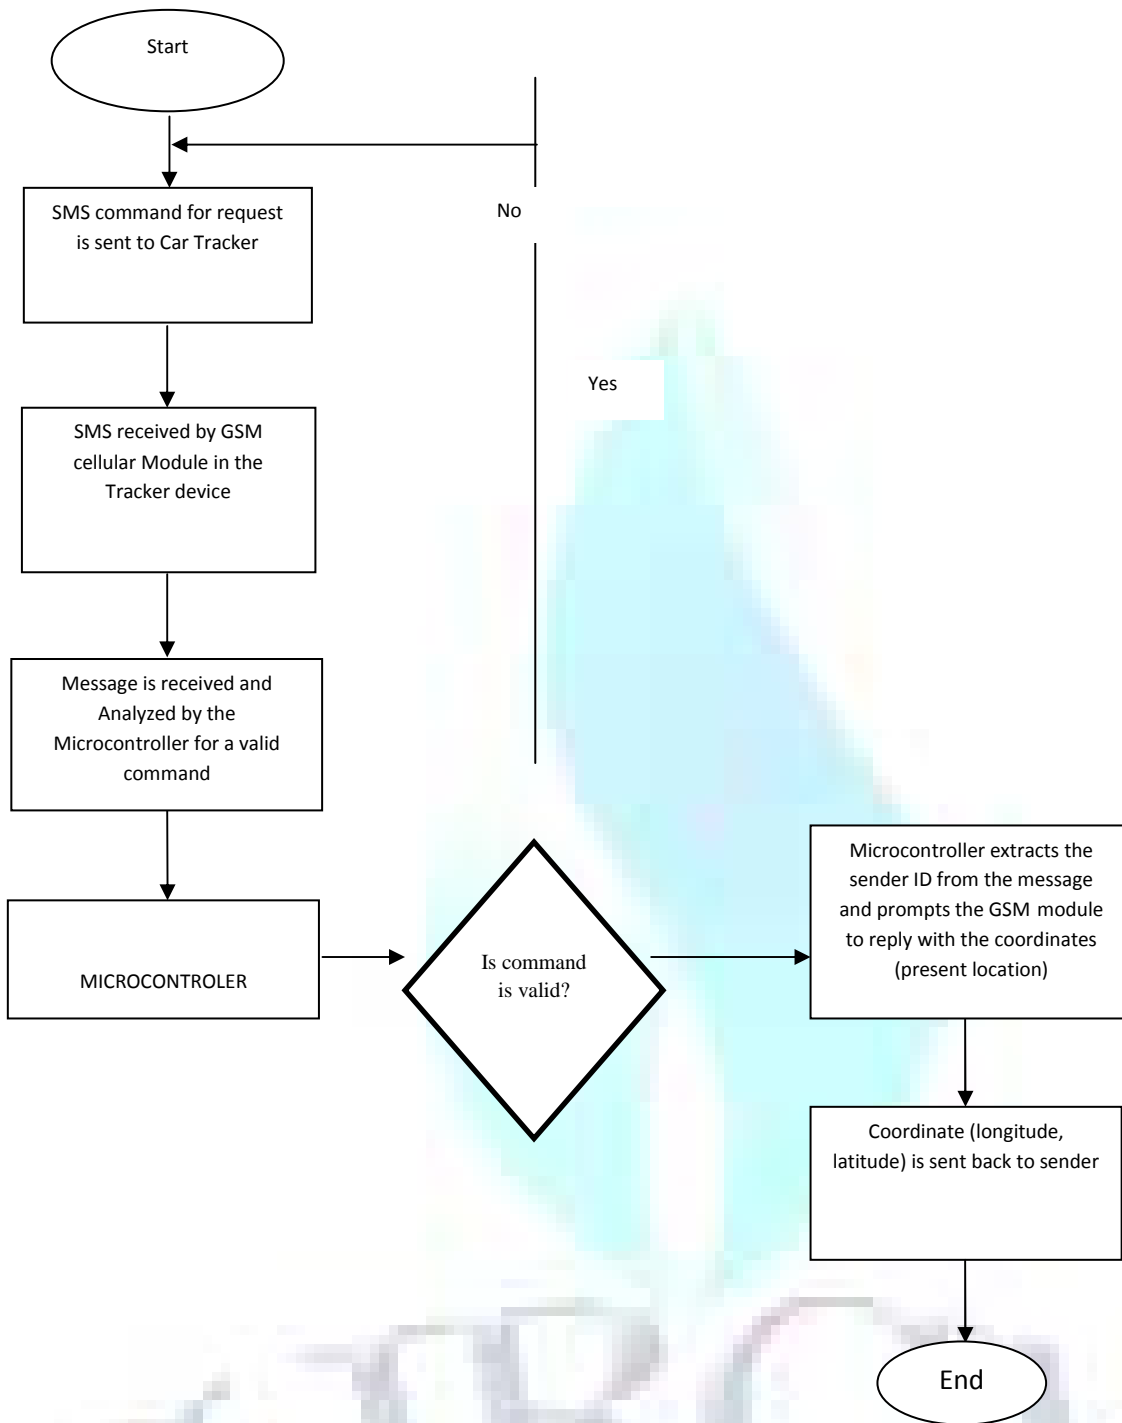 Start
SMS command for request
is sent to Car Tracker
No
Yes
SMS received by GSM
cellular Module in the
Tracker device
Message is received and
Analyzed by the
Microcontroller for a valid
command
MICROCONTROLER
Is command
is valid?
Microcontroller extracts the
sender ID from the message
and prompts the GSM module
to reply with the coordinates
(present location)
Coordinate (longitude,
latitude) is sent back to sender
End